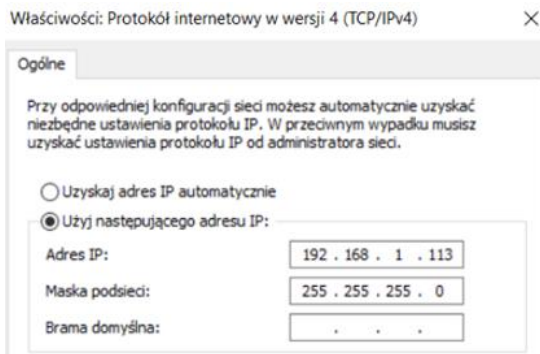 Właściwości: Protokół internetowy w wersji 4 (TCP/IPv4)
Ogólne
Przy odpowiedniej konfiguracji sieci możesz automatycznie uzyskać
niezbędne ustawienia protokołu IP. W przeciwnym wypadku musisz
uzyskać ustawienia protokołu IP od administratora sieci.
Uzyskaj adres IP automatycznie
Użyj następującego adresu IP:
Adres IP: 192 . 168 . 1 . 113
Maska podsieci: 255 . 255 . 255 . 0
Brama domyślna: . . .